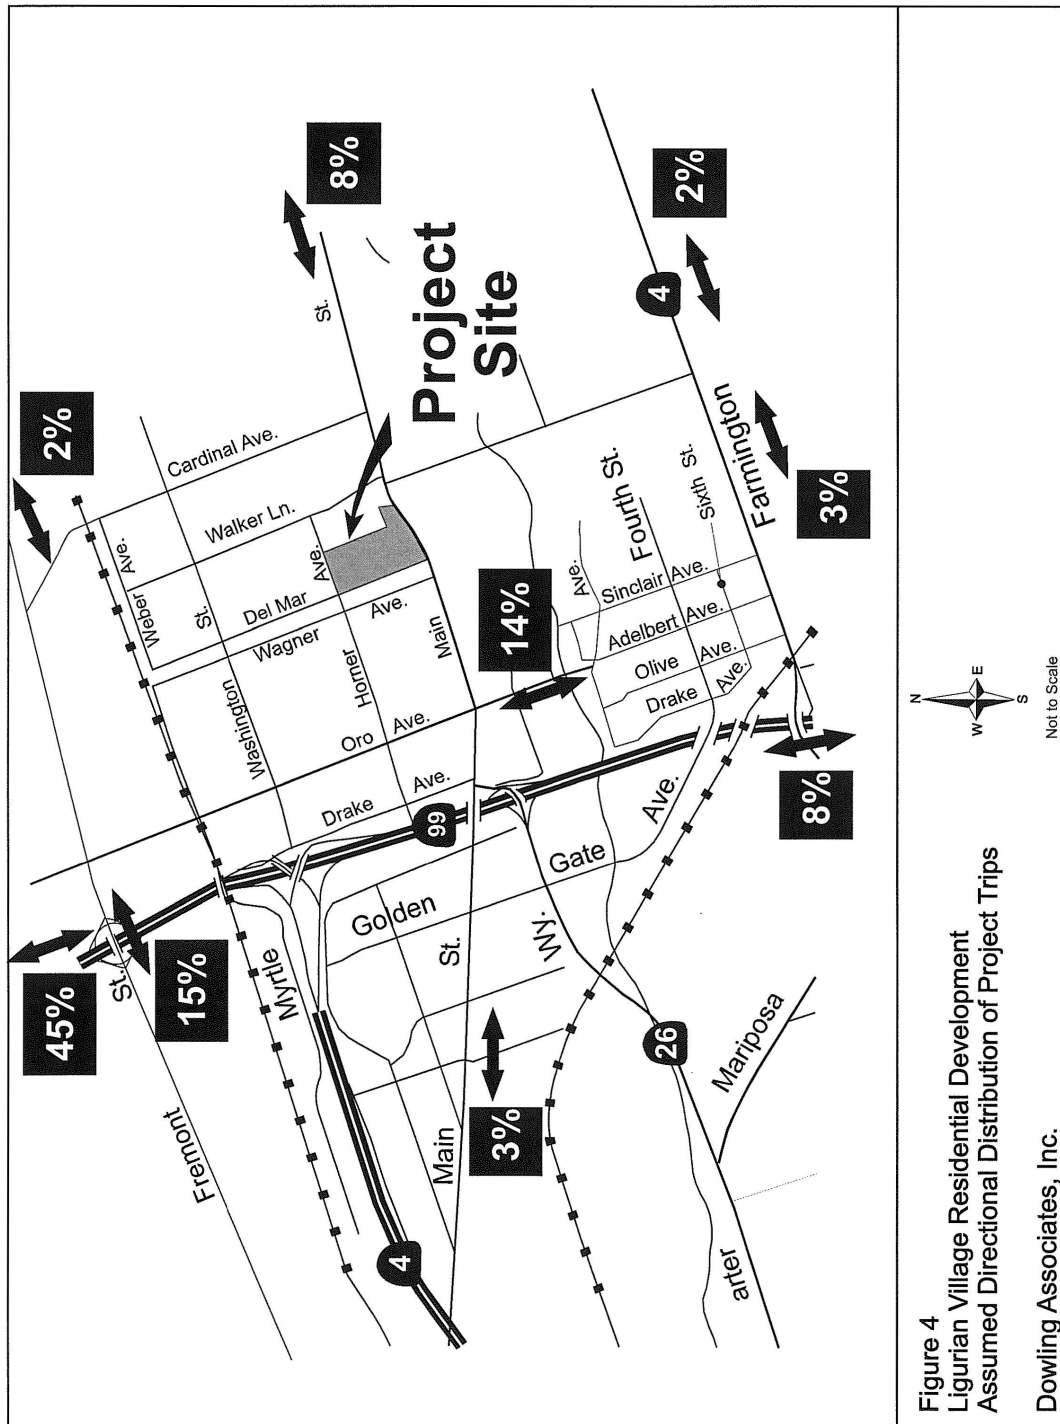 45%
15%
2%
8%
Fremont
St.
Weber
Ave.
Cardinal Ave.
Walker Ln.
Washington
St.
Del Mar
Wagner
Ave.
Horner
Ave.
Project
Site
Oro
Ave.
Main
St.
Drake
Ave.
99
Myrtle
Golden
Gate
Ave.
14%
Main
St.
3%
4
Wy.
26
Mariposa
arter
Ave.
Fourth St.
Sinclair Ave.
Sixth St.
Adelbert Ave.
Olive Ave.
Drake Ave.
Farmington
4
2%
3%
8%
N
W E
S
Not to Scale
Figure 4
Ligurian Village Residential Development
Assumed Directional Distribution of Project Trips
Dowling Associates, Inc.